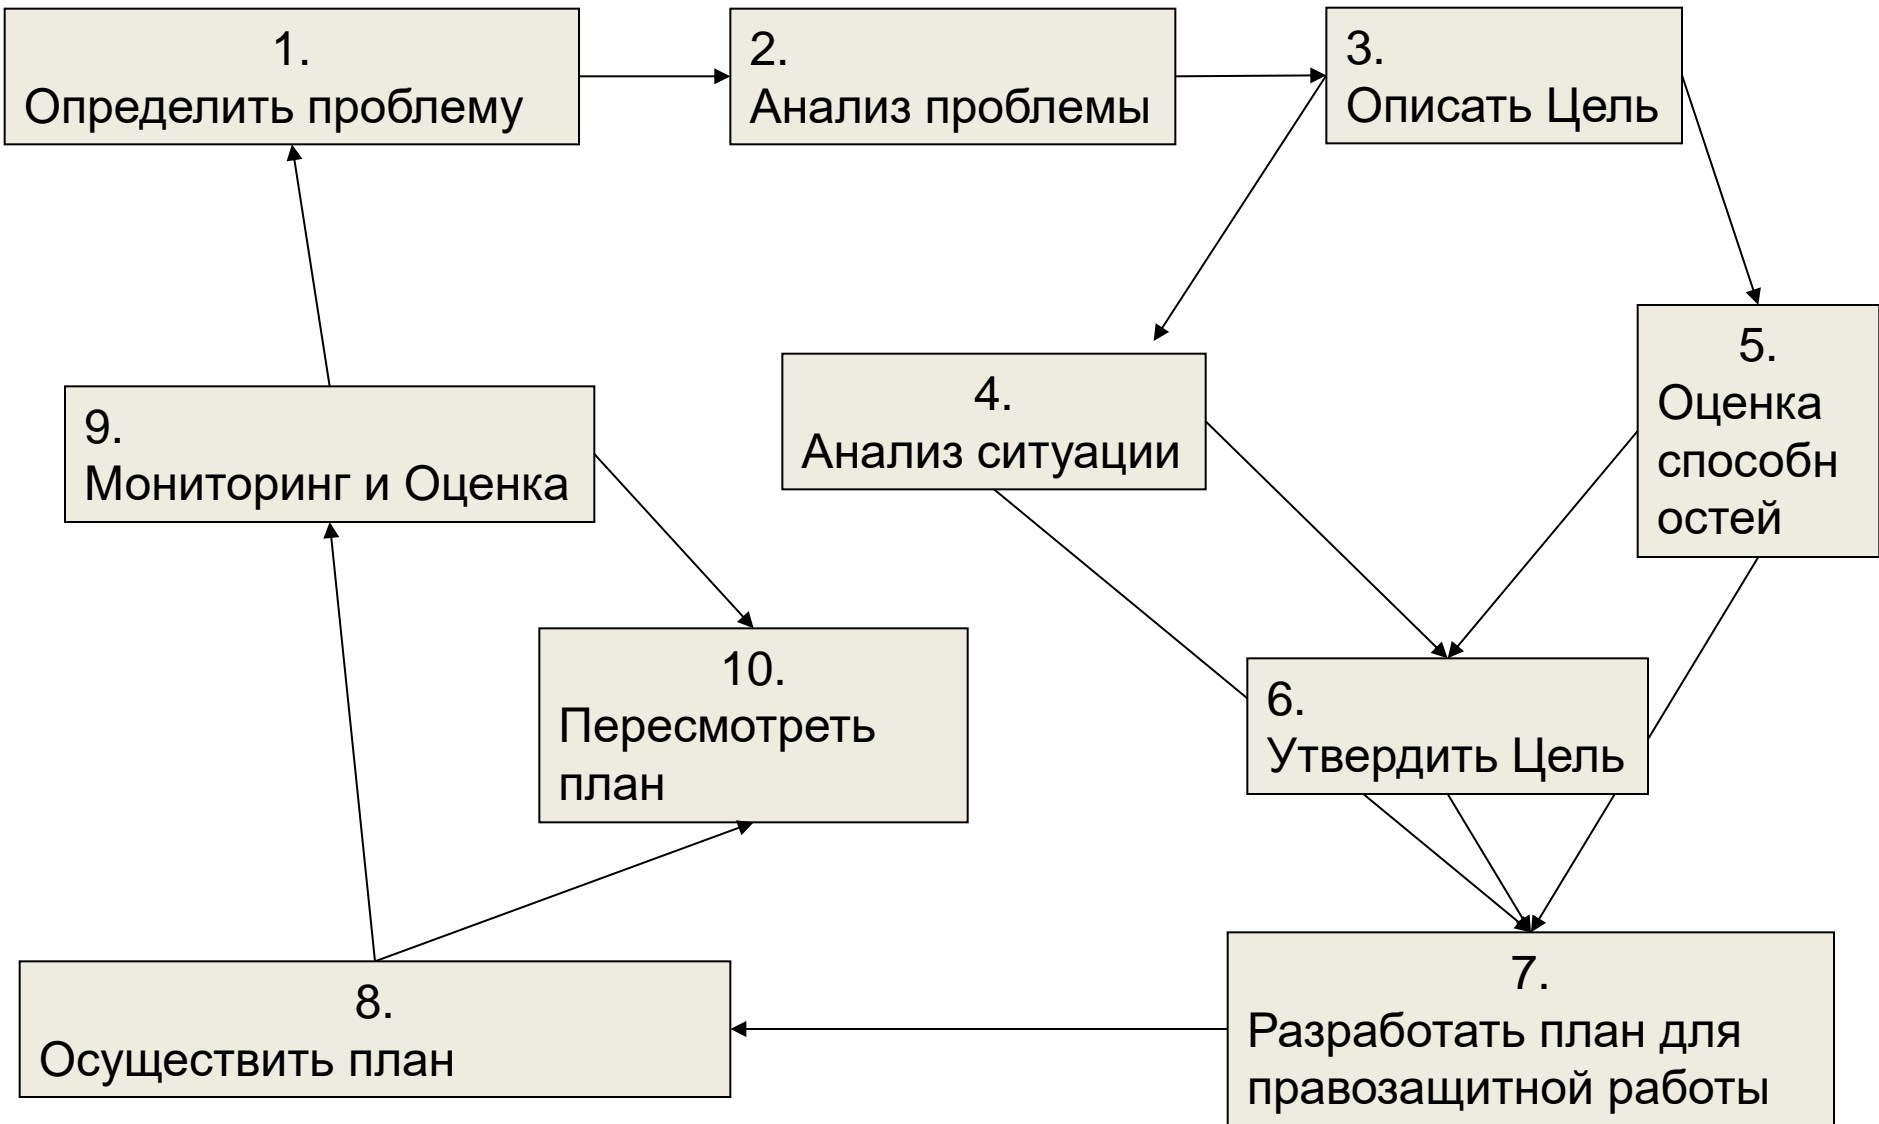 1.
Определить проблему
2.
Анализ проблемы
3.
Описать Цель
4.
Анализ ситуации
5.
Оценка
способн
остей
6.
Утвердить Цель
7.
Разработать план для
правозащитной работы
8.
Осуществить план
9.
Мониторинг и Оценка
10.
Пересмотреть
план